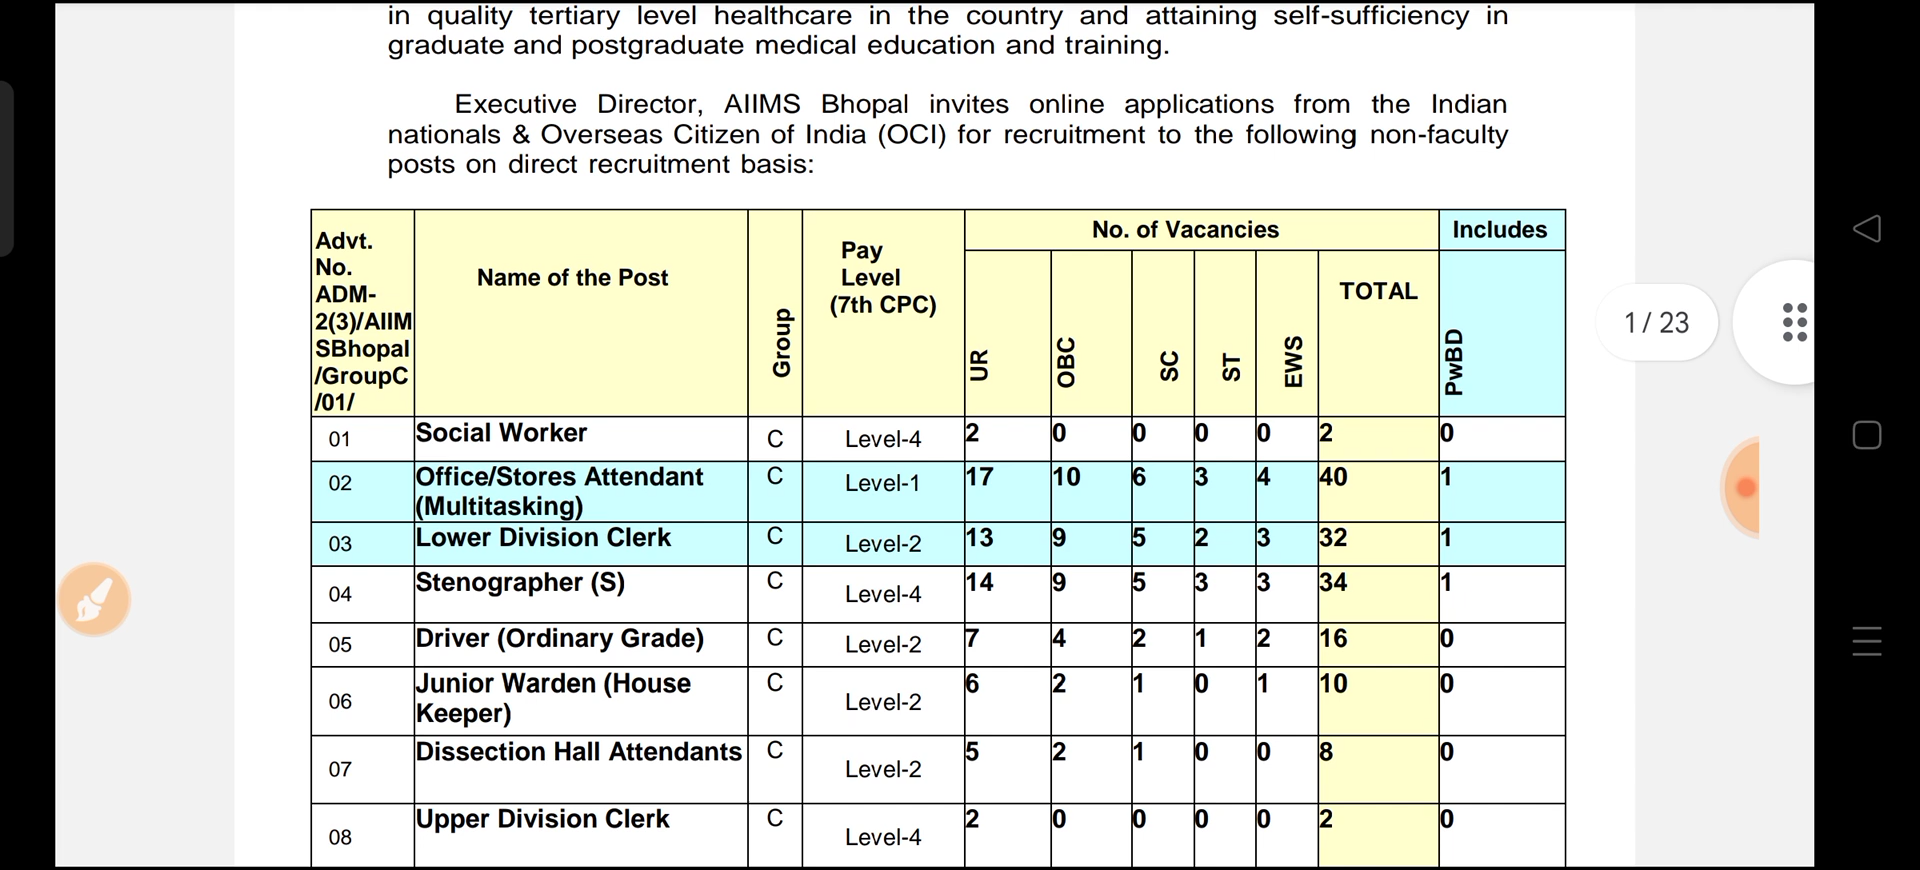 in quality tertiary level healthcare in the country and attaining self-sufficiency in
graduate and postgraduate medical education and training.
Executive Director, AIIMS Bhopal invites online applications from the Indian
nationals & Overseas Citizen of India (OCI) for recruitment to the following non-faculty
posts on direct recruitment basis:
Advt.
No.
ADM-
2(3)/AIIM
SBhopal
/GroupC
/01/
Name of the Post
Group
Pay
Level
(7th CPC)
No. of Vacancies
Includes
UR
OBC
SC
ST
EWS
TOTAL
PwBD
01 Social Worker C Level-4 2 0 0 0 0 2 0
02 Office/Stores Attendant C Level-1 17 10 6 3 4 40 1
(Multitasking)
03 Lower Division Clerk C Level-2 13 9 5 2 3 32 1
04 Stenographer (S) C Level-4 14 9 5 3 3 34 1
05 Driver (Ordinary Grade) C Level-2 7 4 2 1 2 16 0
06 Junior Warden (House C Level-2 6 2 1 0 1 10 0
Keeper)
07 Dissection Hall Attendants C Level-2 5 2 1 0 0 8 0
08 Upper Division Clerk C Level-4 2 0 0 0 0 2 0
1 / 23